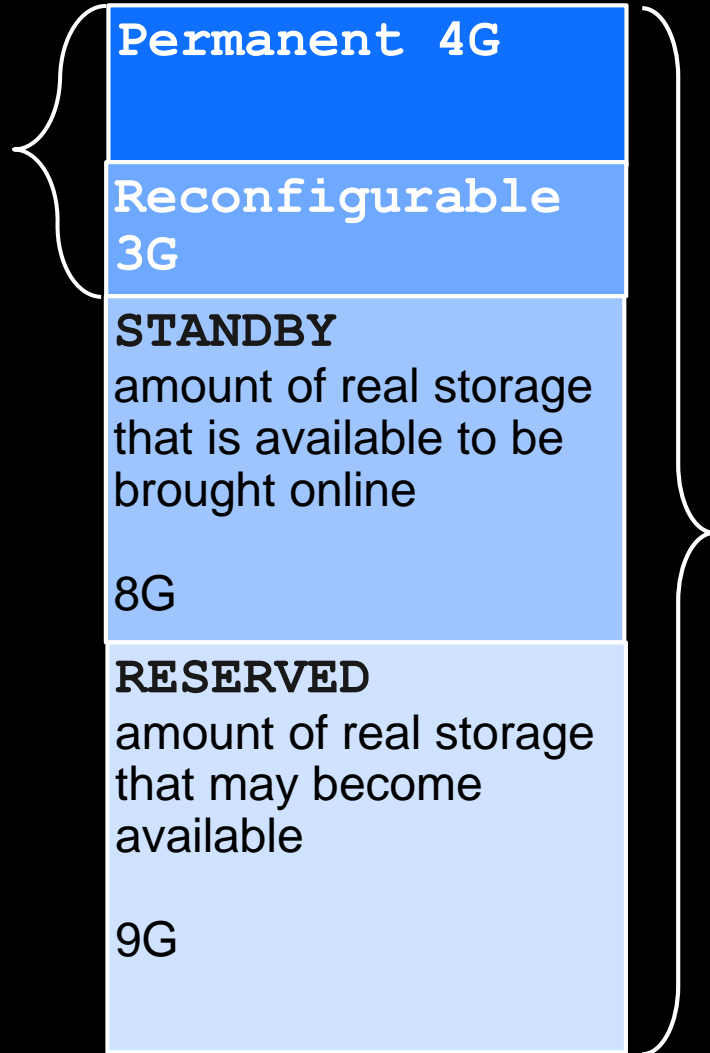 Permanent 4G
Reconfigurable
3G
STANDBY
amount of real storage
that is available to be
brought online
8G
RESERVED
amount of real storage
that may become
available
9G